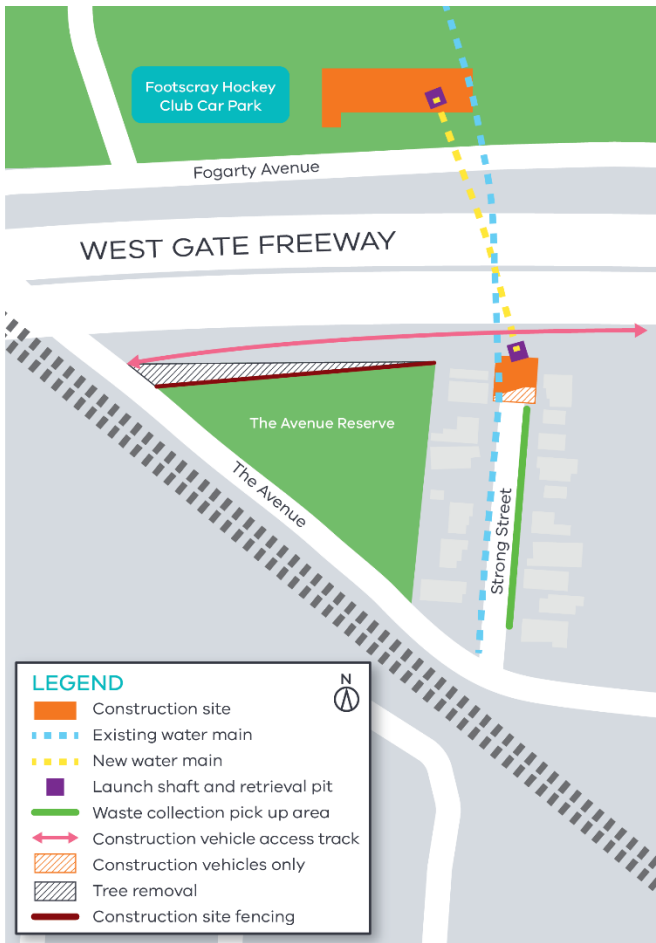 Footscray Hockey
Club Car Park
Fogarty Avenue
WEST GATE FREEWAY
The Avenue Reserve
The Avenue
Strong Street
LEGEND
N
Construction site
Existing water main
New water main
Launch shaft and retrieval pit
Waste collection pick up area
Construction vehicle access track
Construction vehicles only
Tree removal
Construction site fencing